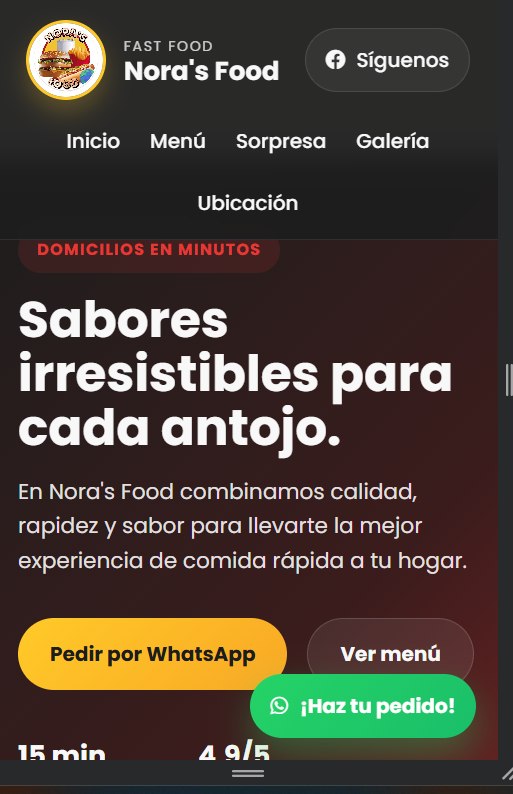 NORA'S
FOOD
FAST FOOD
Nora's Food
Síguenos
Inicio
Menú
Sorpresa
Galería
Ubicación
DOMICILIOS EN MINUTOS
Sabores
irresistibles para
cada antojo.
En Nora's Food combinamos calidad,
rapidez y sabor para llevarte la mejor
experiencia de comida rápida a tu hogar.
Pedir por WhatsApp
Ver menú
¡Haz tu pedido!
15 min
4.9/5